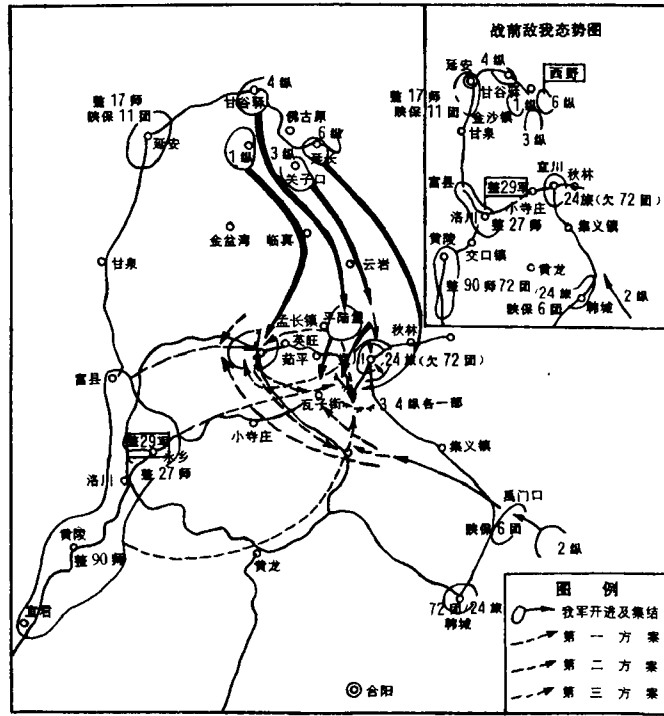 战前敌我态势图
延安
4纵
西野
甘谷驿
整17师
陕保11团
金沙镇
1纵
6纵
3纵
甘泉
宜川
秋林
富县
整29军
24旅(欠72团)
小寺庄
洛川
整27师
集义镇
黄陵
交口镇
黄龙
整90师72团
24旅
陕保6团
韩城
2纵
4纵
整17师
陕保11团
甘谷驿
佛古原
延安
6纵
1纵
3纵
延长
关子口
金盆湾
临真
云岩
甘泉
孟长镇
英旺
茹平
宜川
秋林
24旅(欠72团)
富县
瓦子街
3 4纵各一部
小寺庄
整29军
永乡
集义镇
洛川
整27师
禹门口
陕保6团
2纵
黄陵
整90师
黄龙
宜君
72团/24旅
韩城
合阳
图例
我军开进及集结
第一方案
第二方案
第三方案